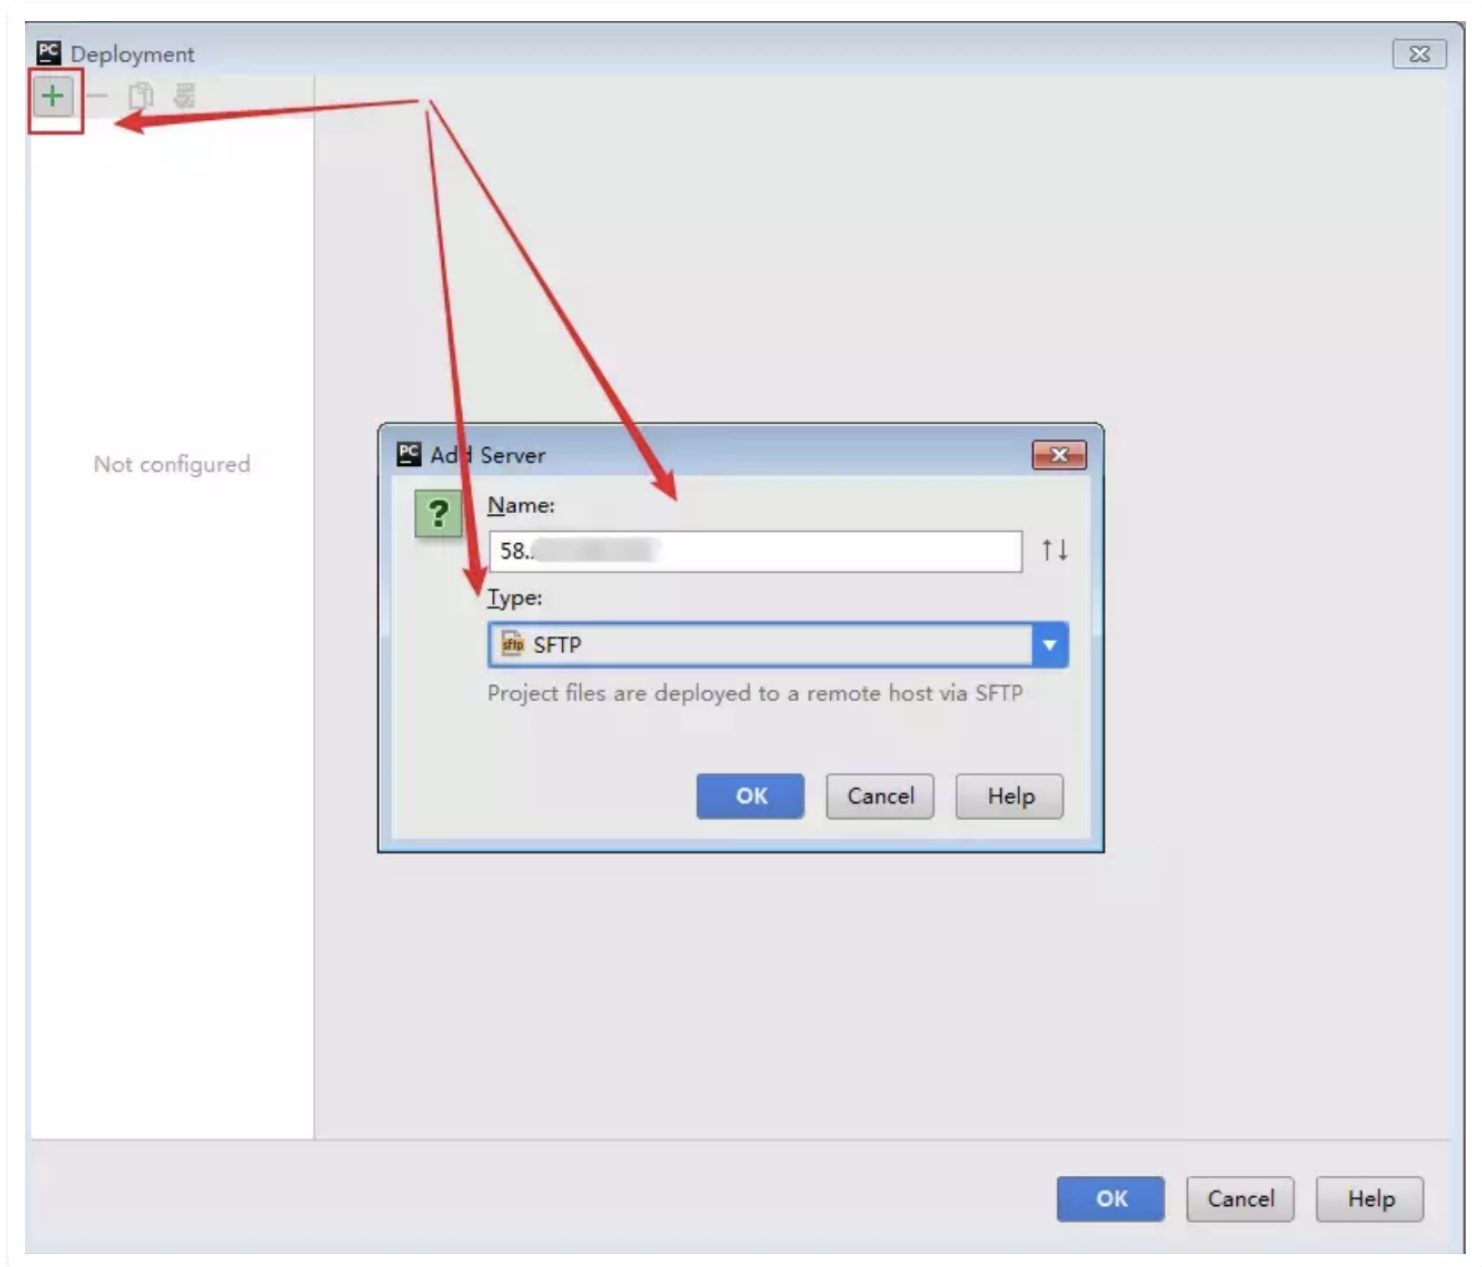 PC Deployment
Not configured
PC Add Server
?
Name:
58..
Type:
sftp SFTP
Project files are deployed to a remote host via SFTP
OK Cancel Help
OK Cancel Help